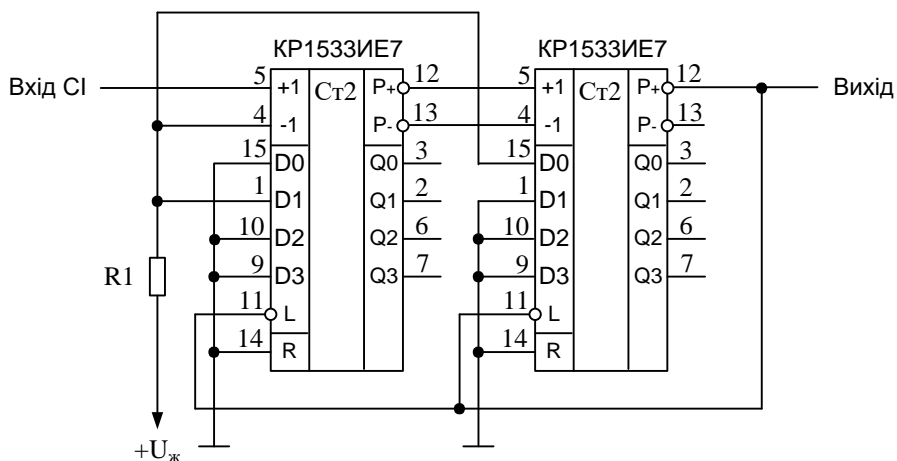 КР1533ИЕ7 КР1533ИЕ7
Вхід CI 5 +1 Ст2 P+ 12 5 +1 Ст2 P+ 12 Вихід
4 -1 P- 13 4 -1 P- 13
15 D0 Q0 3 15 D0 Q0 3
1 D1 Q1 2 1 D1 Q1 2
10 D2 Q2 6 10 D2 Q2 6
R1 9 D3 Q3 7 9 D3 Q3 7
11 L 11 L
14 R 14 R
+Uж